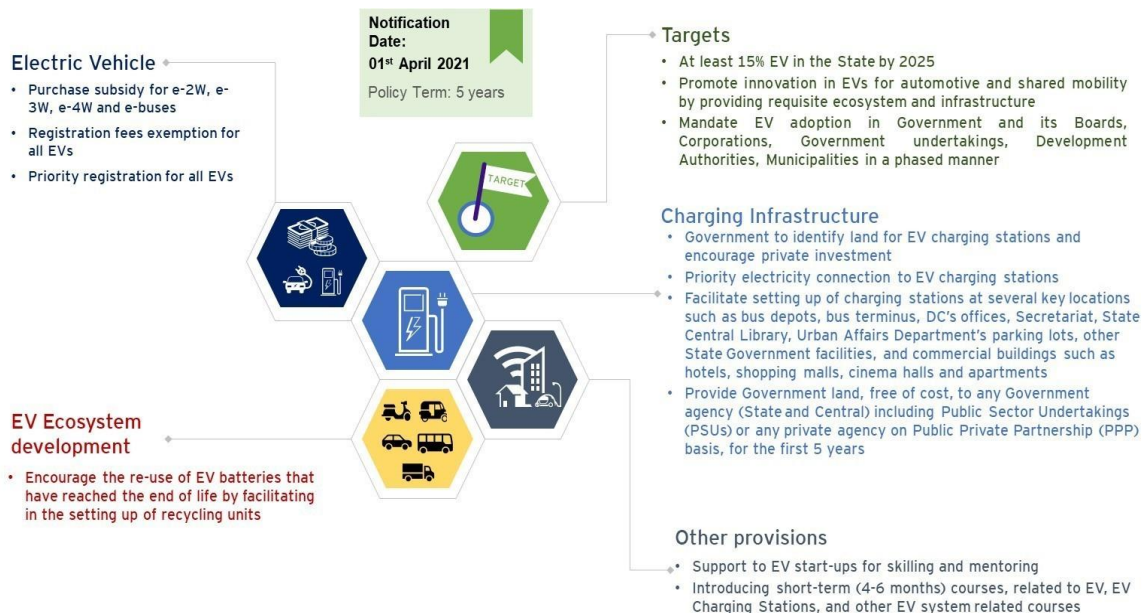 Notification
Date:
01st April 2021
Policy Term: 5 years
Electric Vehicle
• Purchase subsidy for e-2W, e-
3W, e-4W and e-buses
• Registration fees exemption for
all EVs
• Priority registration for all EVs
Targets
• At least 15% EV in the State by 2025
• Promote innovation in EVs for automotive and shared mobility
by providing requisite ecosystem and infrastructure
• Mandate EV adoption in Government and its Boards,
Corporations, Government undertakings, Development
Authorities, Municipalities in a phased manner
TARGET
Charging Infrastructure
• Government to identify land for EV charging stations and
encourage private investment
• Priority electricity connection to EV charging stations
• Facilitate setting up of charging stations at several key locations
such as bus depots, bus terminus, DC's offices, Secretariat, State
Central Library, Urban Affairs Department's parking lots, other
State Government facilities, and commercial buildings such as
hotels, shopping malls, cinema halls and apartments
• Provide Government land, free of cost, to any Government
agency (State and Central) including Public Sector Undertakings
(PSUs) or any private agency on Public Private Partnership (PPP)
basis, for the first 5 years
EV Ecosystem
development
• Encourage the re-use of EV batteries that
have reached the end of life by facilitating
in the setting up of recycling units
Other provisions
• Support to EV start-ups for skilling and mentoring
• Introducing short-term (4-6 months) courses, related to EV, EV
Charging Stations, and other EV system related courses